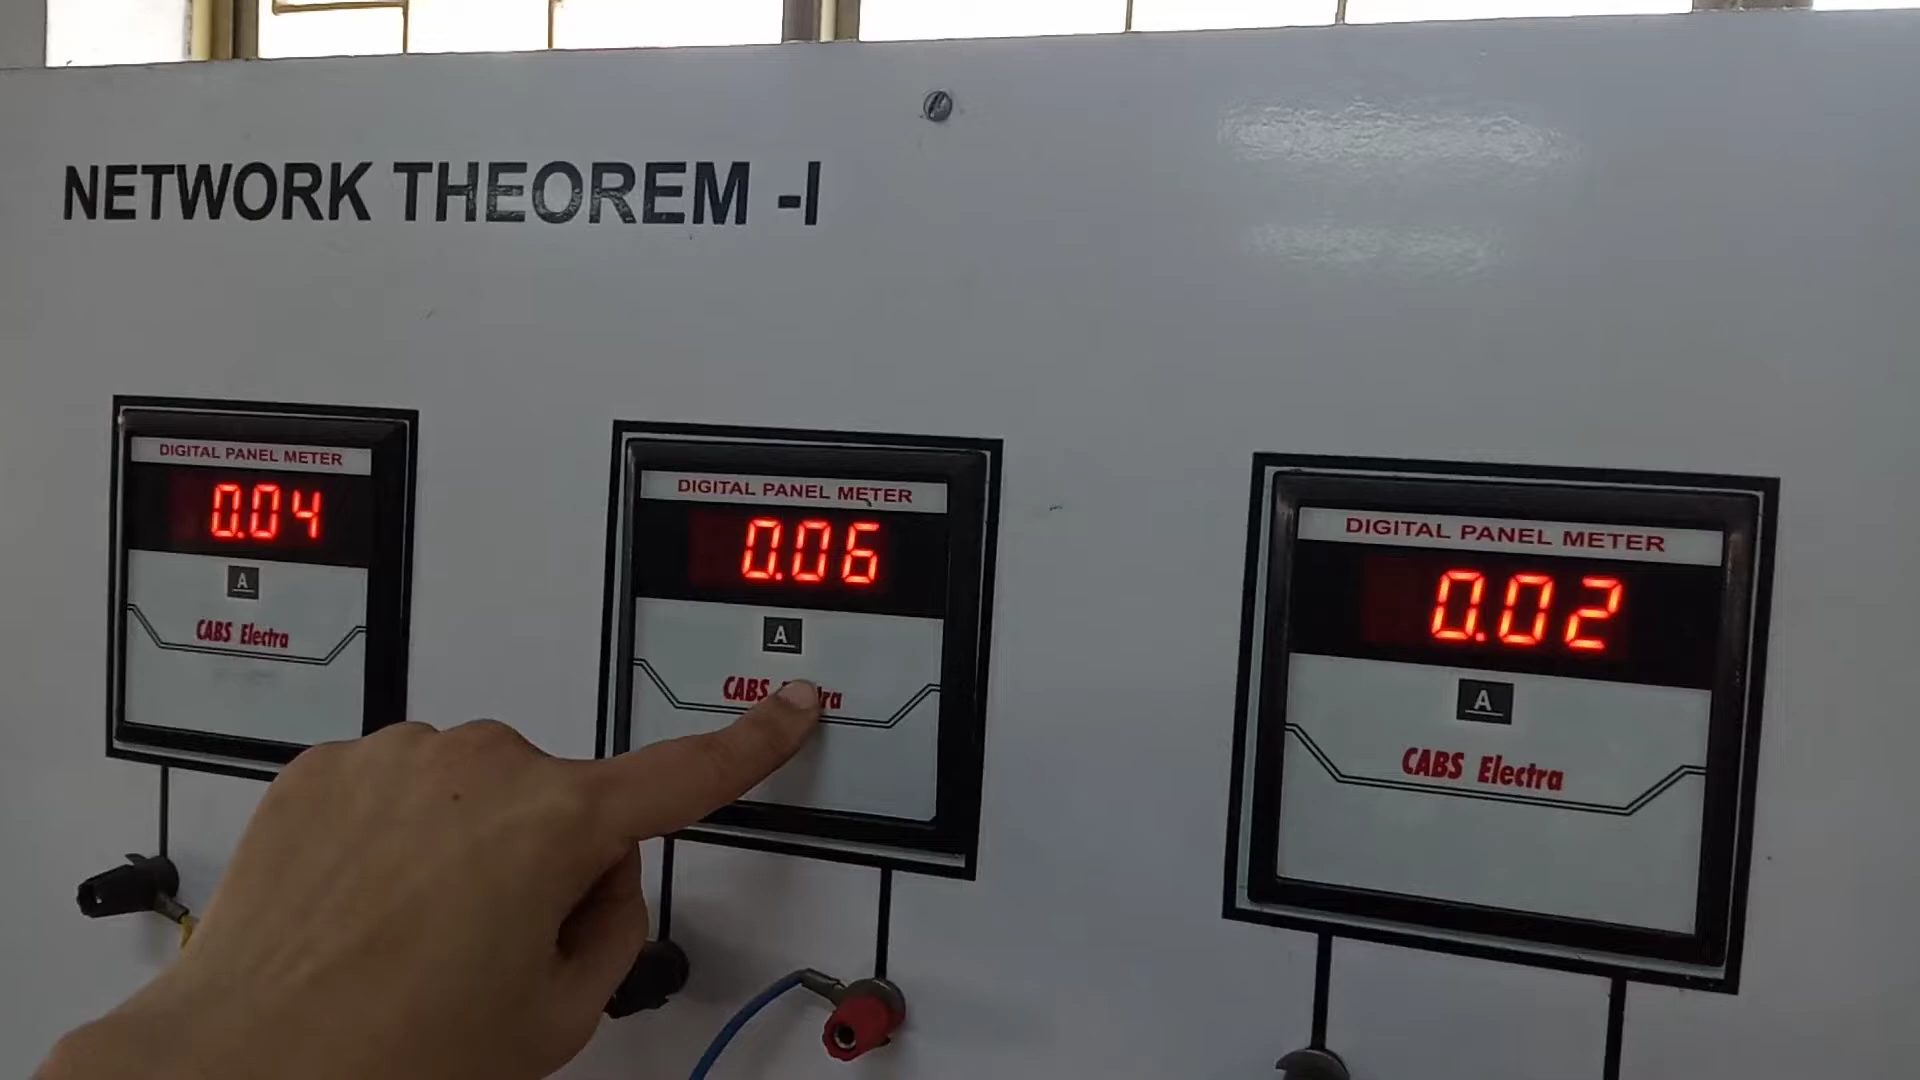 NETWORK THEOREM -I
DIGITAL PANEL METER
0.04
A
CABS Electra
DIGITAL PANEL METER
0.06
A
CABS
DIGITAL PANEL METER
0.02
A
CABS Electra